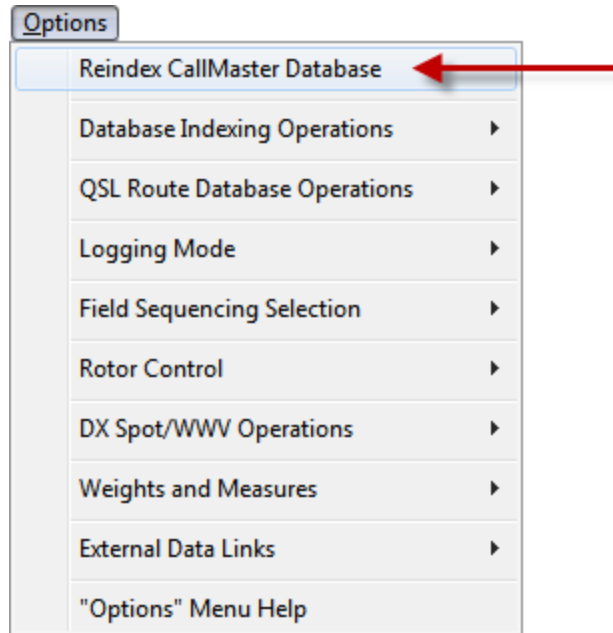 Options
Reindex CallMaster Database
Database Indexing Operations
QSL Route Database Operations
Logging Mode
Field Sequencing Selection
Rotor Control
DX Spot/WWV Operations
Weights and Measures
External Data Links
"Options" Menu Help